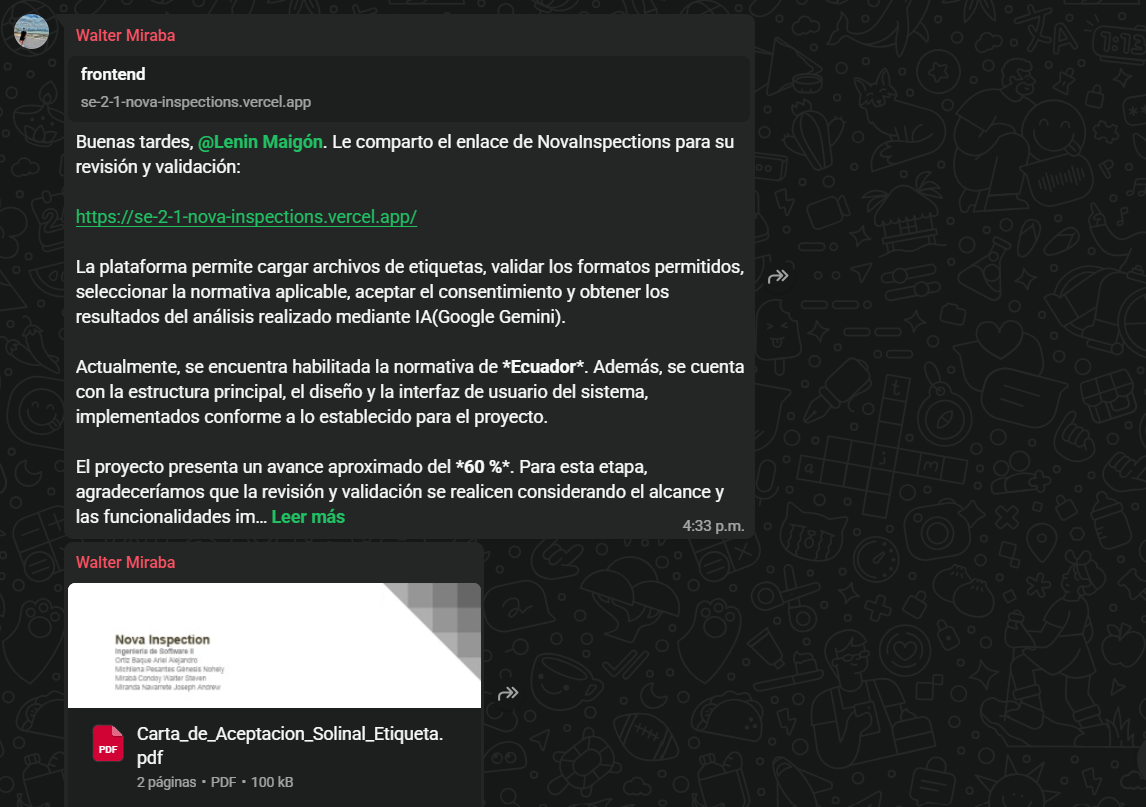 Walter Miraba
frontend
se-2-1-nova-inspections.vercel.app
Buenas tardes, @Lenin Maigón. Le comparto el enlace de NovaInspections para su
revisión y validación:
https://se-2-1-nova-inspections.vercel.app/
La plataforma permite cargar archivos de etiquetas, validar los formatos permitidos,
seleccionar la normativa aplicable, aceptar el consentimiento y obtener los
resultados del análisis realizado mediante IA(Google Gemini).
Actualmente, se encuentra habilitada la normativa de *Ecuador*. Además, se cuenta
con la estructura principal, el diseño y la interfaz de usuario del sistema,
implementados conforme a lo establecido para el proyecto.
El proyecto presenta un avance aproximado del *60 %*. Para esta etapa,
agradeceríamos que la revisión y validación se realicen considerando el alcance y
las funcionalidades im... Leer más
4:33 p.m.
Walter Miraba
Nova Inspection
Ingeniería de Software II
Ortiz Baque Ariel Alejandro
Michilena Pesantes Génesis Nohely
Mirabá Condoy Walter Steven
Miranda Navarrete Joseph Andrew
PDF
Carta_de_Aceptacion_Solinal_Etiqueta.
pdf
2 páginas • PDF • 100 kB